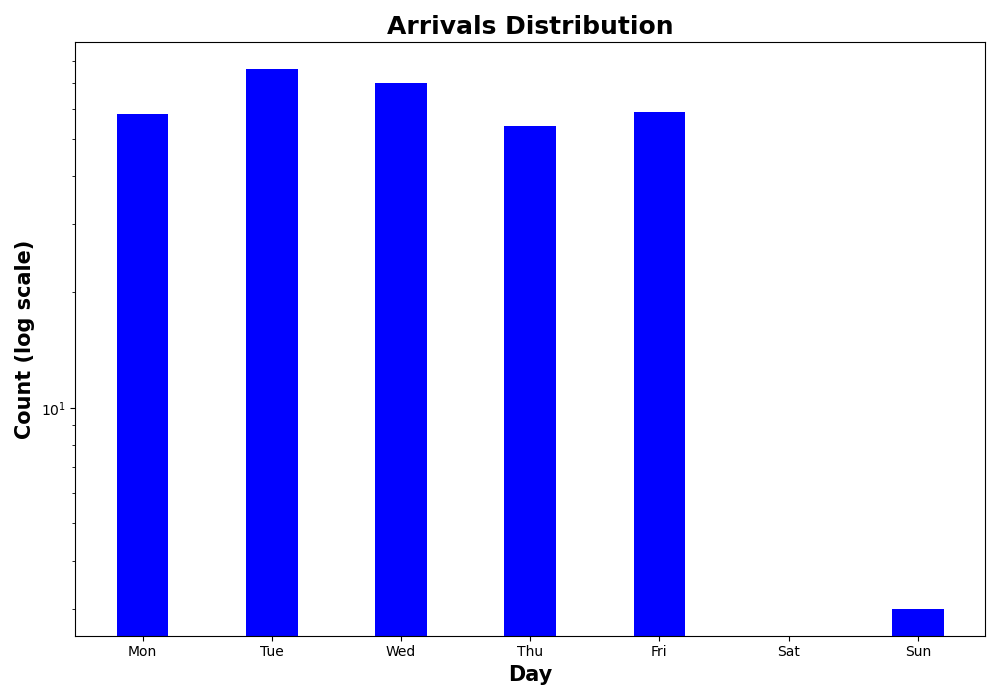 Arrivals Distribution
Count (log scale)
10¹
Mon Tue Wed Thu Fri Sat Sun
Day